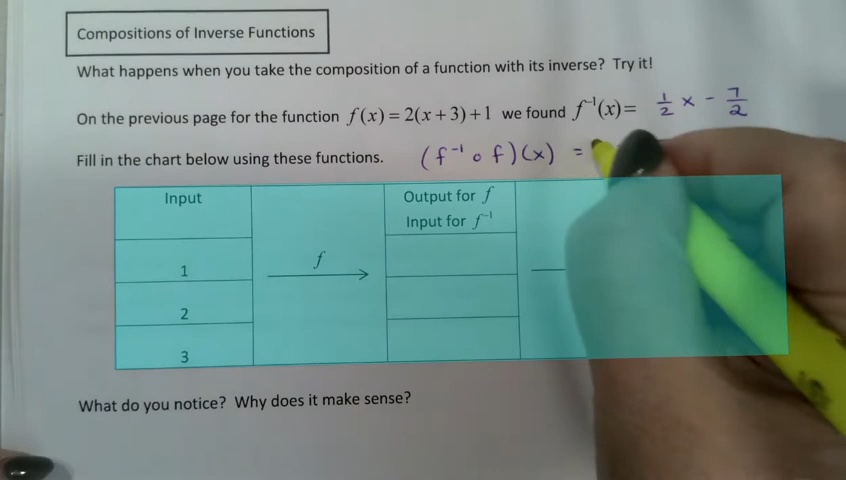 Compositions of Inverse Functions
What happens when you take the composition of a function with its inverse? Try it!
On the previous page for the function f(x) = 2(x+3)+1 we found f⁻¹(x) = 1/2 x - 7/2
Fill in the chart below using these functions. (f⁻¹ ∘ f)(x) =
Input
Output for f
Input for f⁻¹
f
1
2
3
What do you notice? Why does it make sense?